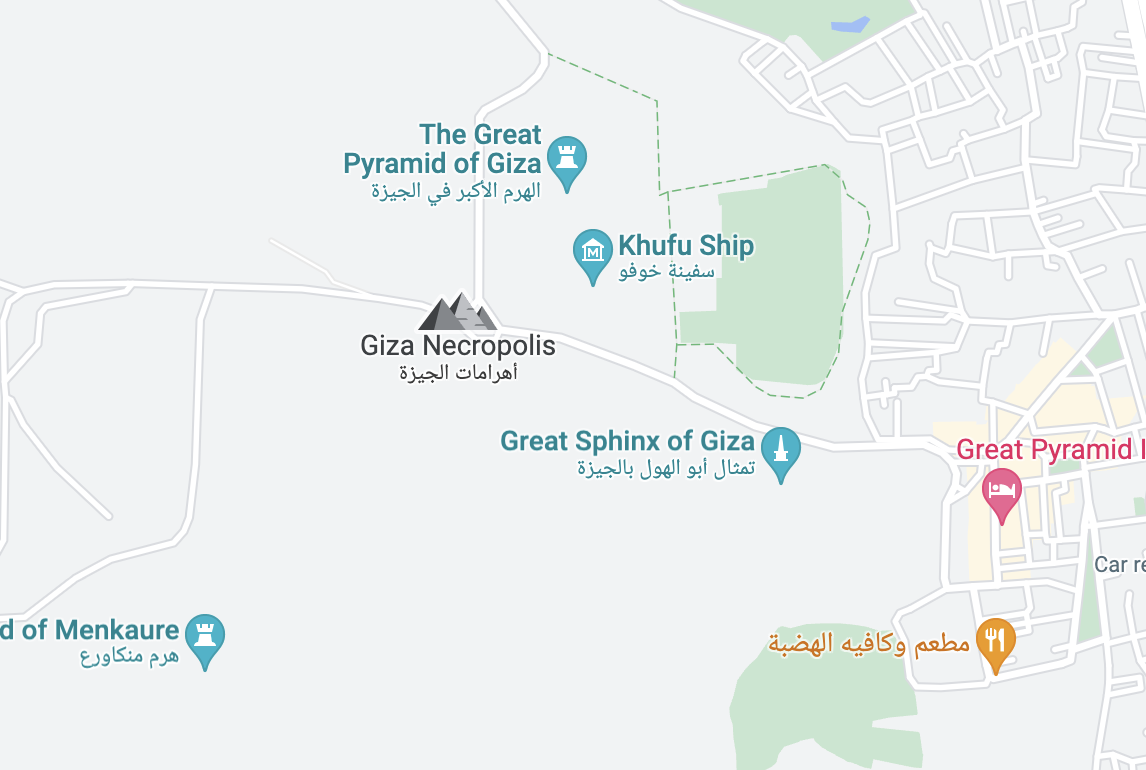 The Great
Pyramid of Giza
الهرم الأكبر في الجيزة
Khufu Ship
سفينة خوفو
Giza Necropolis
أهرامات الجيزة
Great Sphinx of Giza
تمثال أبو الهول بالجيزة
Great Pyramid I
Car re
d of Menkaure
هرم منكاورع
مطعم وكافيه الهضبة